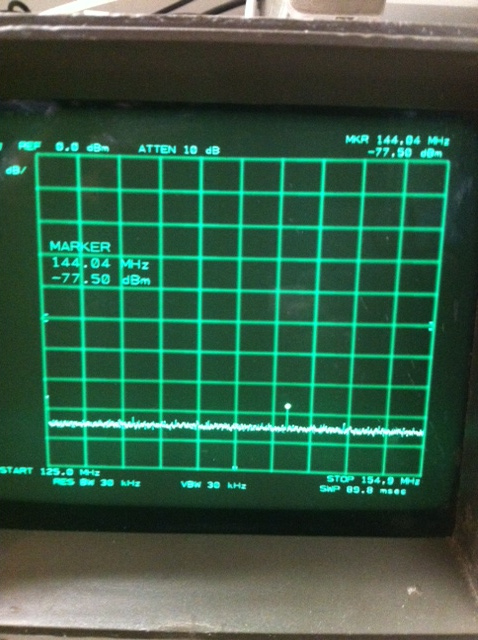 REF 0.0 dBm ATTEN 10 dB MKR 144.04 MHz
-77.50 dBm
dB/
MARKER
144.04 MHz
-77.50 dBm
START 125.0 MHz STOP 154.9 MHz
RES BW 30 kHz VBW 30 kHz SWP 89.8 msec